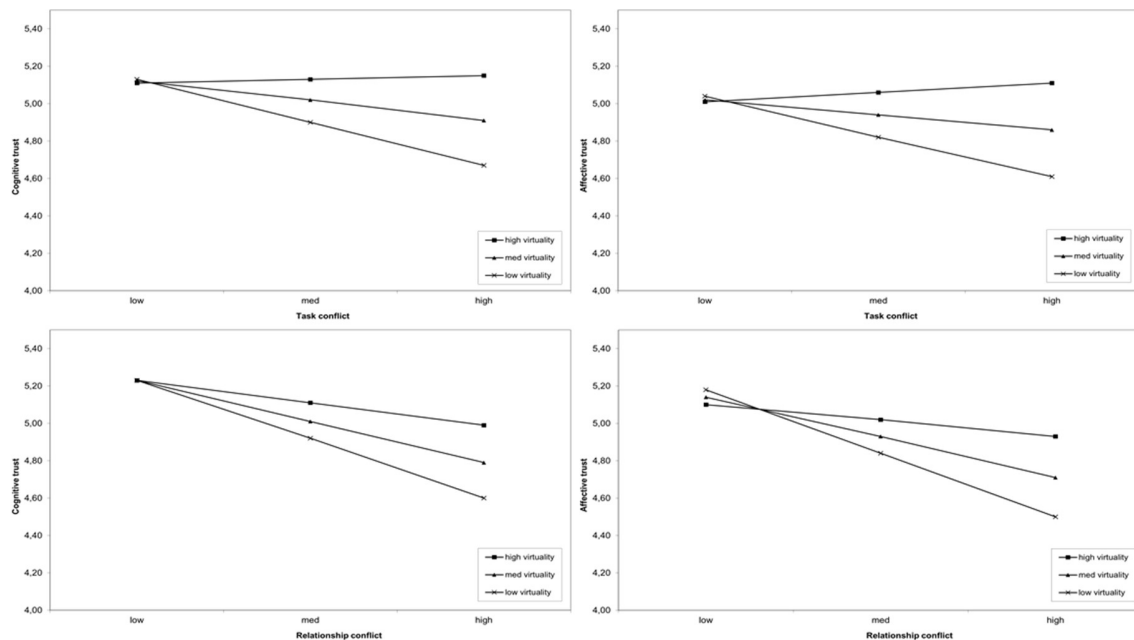 5,40
5,20
5,00
4,80
4,60
4,40
4,20
4,00
Cognitive trust
high virtuality
med virtuality
low virtuality
low med high
Task conflict
5,40
5,20
5,00
4,80
4,60
4,40
4,20
4,00
Affective trust
high virtuality
med virtuality
low virtuality
low med high
Task conflict
5,40
5,20
5,00
4,80
4,60
4,40
4,20
4,00
Cognitive trust
high virtuality
med virtuality
low virtuality
low med high
Relationship conflict
5,40
5,20
5,00
4,80
4,60
4,40
4,20
4,00
Affective trust
high virtuality
med virtuality
low virtuality
low med high
Relationship conflict